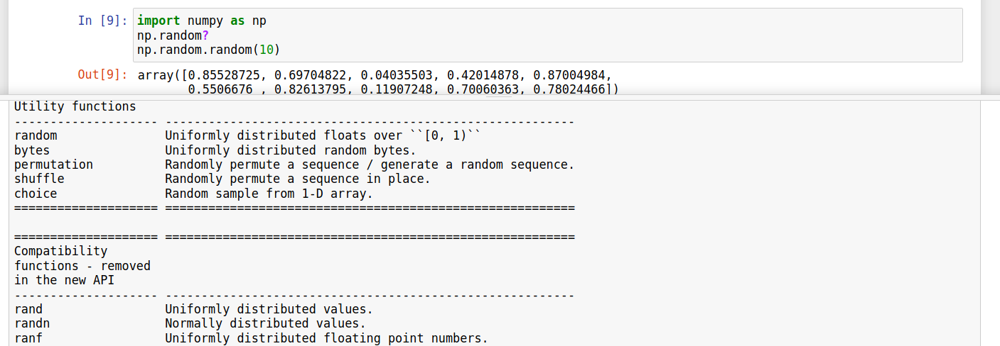 In [9]: import numpy as np
np.random?
np.random.random(10)
Out[9]: array([0.85528725, 0.69704822, 0.04035503, 0.42014878, 0.87004984,
0.5506676 , 0.82613795, 0.11907248, 0.70060363, 0.78024466])
Utility functions
-------------------- ---------------------------------------------------------
random               Uniformly distributed floats over ``[0, 1)``
bytes                Uniformly distributed random bytes.
permutation          Randomly permute a sequence / generate a random sequence.
shuffle              Randomly permute a sequence in place.
choice               Random sample from 1-D array.
==================== =========================================================
==================== =========================================================
Compatibility
functions - removed
in the new API
-------------------- ---------------------------------------------------------
rand                 Uniformly distributed values.
randn                Normally distributed values.
ranf                 Uniformly distributed floating point numbers.